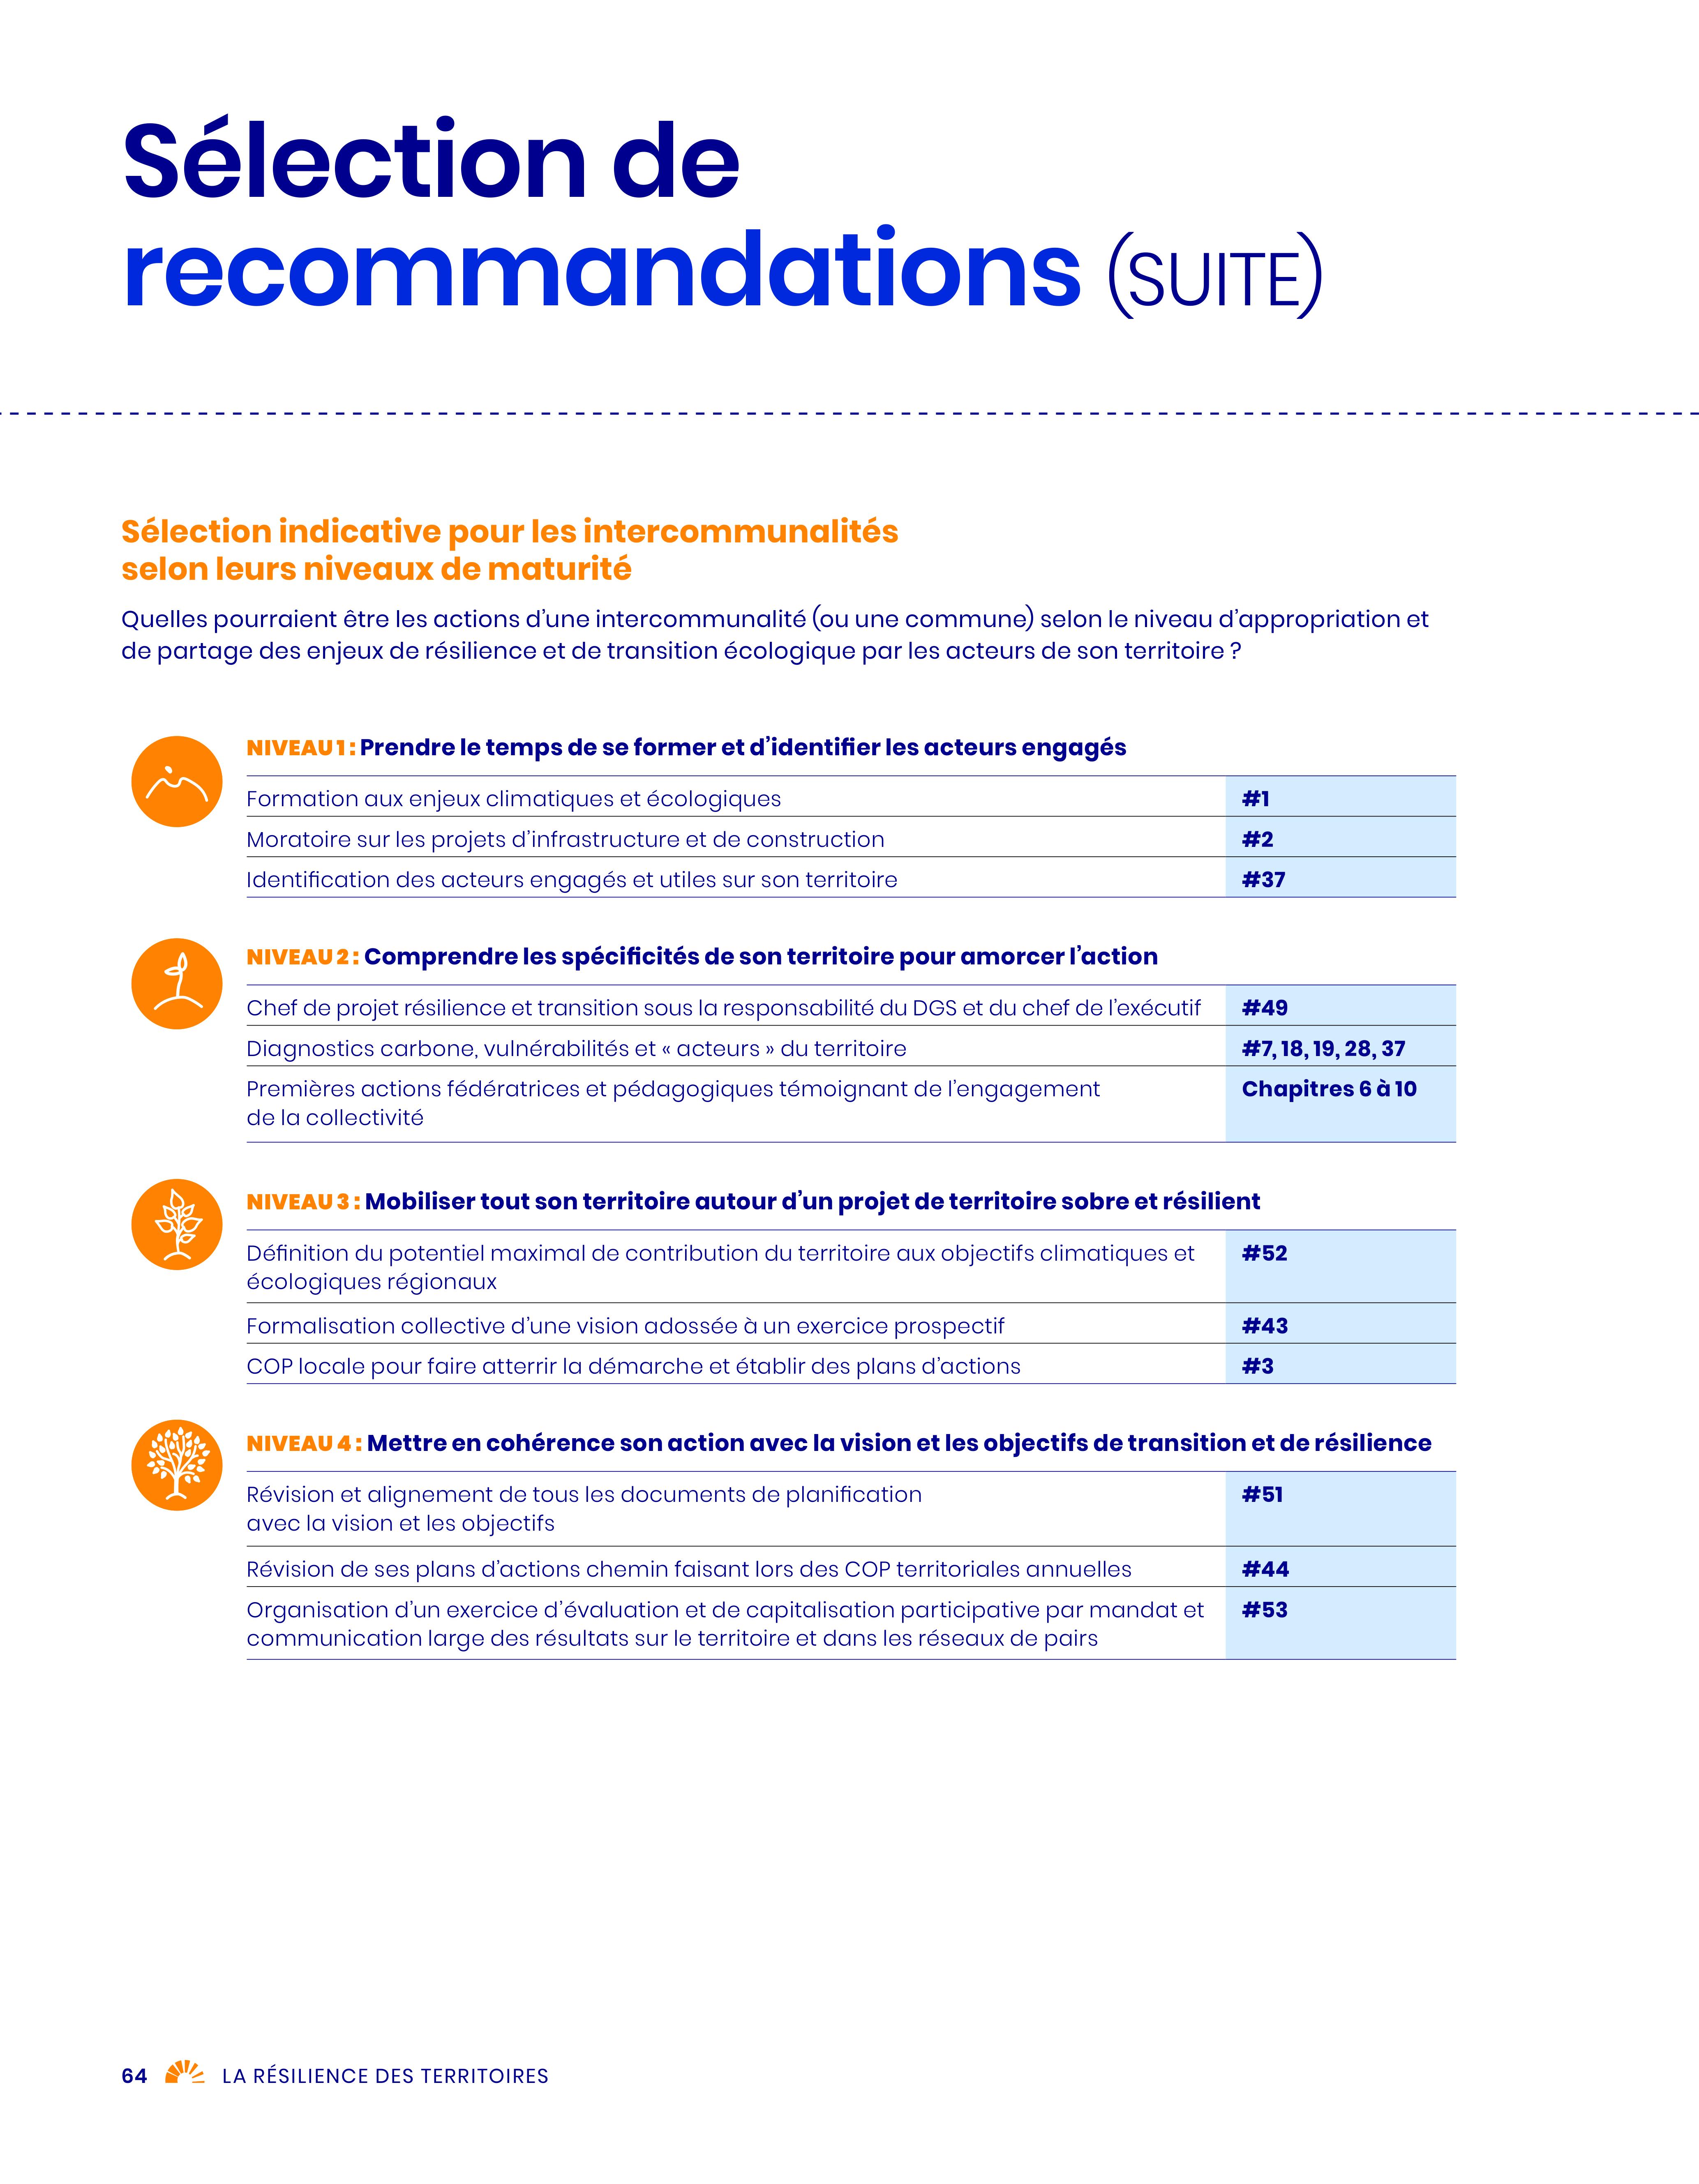 Sélection de
recommandations (SUITE)
Sélection indicative pour les intercommunalités
selon leurs niveaux de maturité
Quelles pourraient être les actions d’une intercommunalité (ou une commune) selon le niveau d’appropriation et
de partage des enjeux de résilience et de transition écologique par les acteurs de son territoire ?
NIVEAU 1 : Prendre le temps de se former et d’identifier les acteurs engagés
Formation aux enjeux climatiques et écologiques #1
Moratoire sur les projets d’infrastructure et de construction #2
Identification des acteurs engagés et utiles sur son territoire #37
NIVEAU 2 : Comprendre les spécificités de son territoire pour amorcer l’action
Chef de projet résilience et transition sous la responsabilité du DGS et du chef de l’exécutif #49
Diagnostics carbone, vulnérabilités et « acteurs » du territoire #7, 18, 19, 28, 37
Premières actions fédératrices et pédagogiques témoignant de l’engagement Chapitres 6 à 10
de la collectivité
NIVEAU 3 : Mobiliser tout son territoire autour d’un projet de territoire sobre et résilient
Définition du potentiel maximal de contribution du territoire aux objectifs climatiques et #52
écologiques régionaux
Formalisation collective d’une vision adossée à un exercice prospectif #43
COP locale pour faire atterrir la démarche et établir des plans d’actions #3
NIVEAU 4 : Mettre en cohérence son action avec la vision et les objectifs de transition et de résilience
Révision et alignement de tous les documents de planification #51
avec la vision et les objectifs
Révision de ses plans d’actions chemin faisant lors des COP territoriales annuelles #44
Organisation d’un exercice d’évaluation et de capitalisation participative par mandat et #53
communication large des résultats sur le territoire et dans les réseaux de pairs
64 LA RÉSILIENCE DES TERRITOIRES